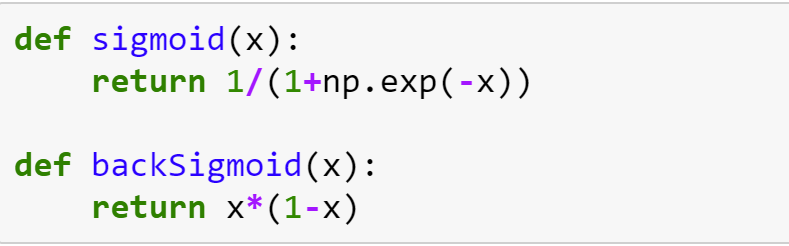 def sigmoid(x):
    return 1/(1+np.exp(-x))
def backSigmoid(x):
    return x*(1-x)